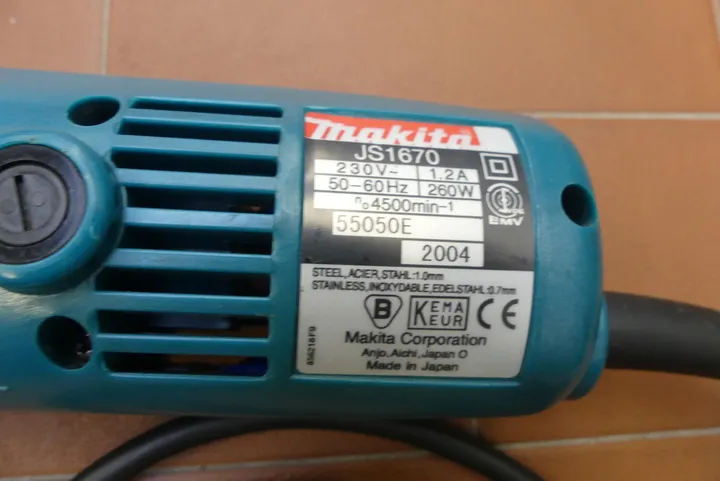 makita
JS1670
230V~ 1.2A
50-60Hz 260W
n₀4500min-1
55050E
2004
EMV
STEEL,ACIER,STAHL:1.0mm
STAINLESS,INOXYDABLE,EDELSTAHL:0.7mm
B KEMA KEUR CE
Makita Corporation
Anjo,Aichi,Japan O
Made in Japan